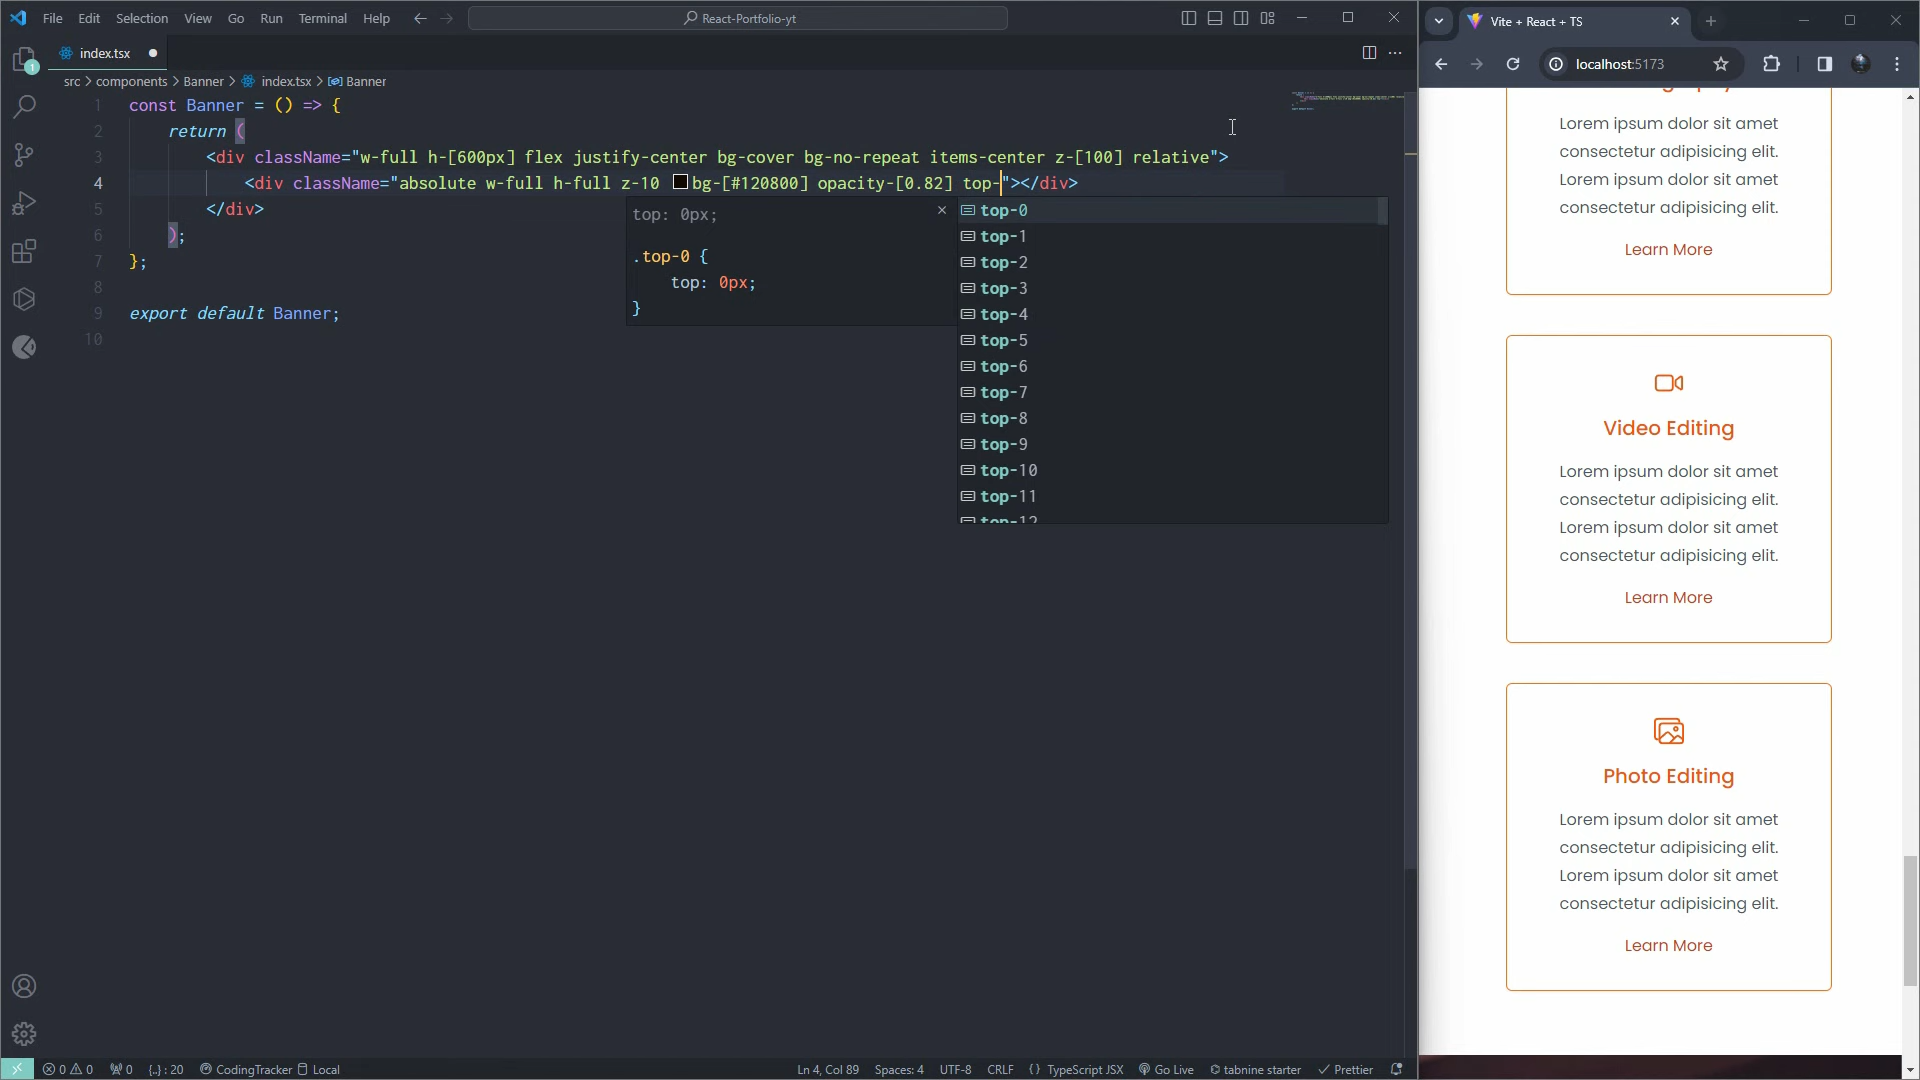 File Edit Selection View Go Run Terminal Help
React-Portfolio-yt
index.tsx
src > components > Banner > index.tsx > Banner
1 const Banner = () => {
2 return (
3 <div className="w-full h-[600px] flex justify-center bg-cover bg-no-repeat items-center z-[100] relative">
4 <div className="absolute w-full h-full z-10 bg-[#120800] opacity-[0.82] top-"></div>
5 </div>
6 );
7 };
8
9 export default Banner;
10
top: 0px;
.top-0 {
top: 0px;
}
top-0
top-1
top-2
top-3
top-4
top-5
top-6
top-7
top-8
top-9
top-10
top-11
top-12
1
0 0 0 {..} : 20 CodingTracker Local
Ln 4, Col 89 Spaces: 4 UTF-8 CRLF {} TypeScript JSX Go Live tabnine starter Prettier
Vite + React + TS
localhost:5173
Lorem ipsum dolor sit amet
consectetur adipisicing elit.
Lorem ipsum dolor sit amet
consectetur adipisicing elit.
Learn More
Video Editing
Lorem ipsum dolor sit amet
consectetur adipisicing elit.
Lorem ipsum dolor sit amet
consectetur adipisicing elit.
Learn More
Photo Editing
Lorem ipsum dolor sit amet
consectetur adipisicing elit.
Lorem ipsum dolor sit amet
consectetur adipisicing elit.
Learn More